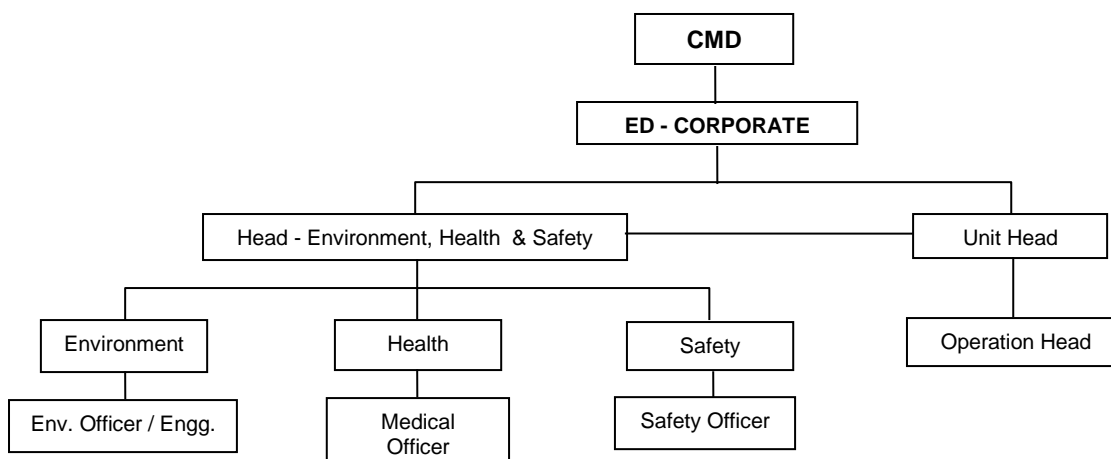 CMD
ED - CORPORATE
Head - Environment, Health & Safety
Unit Head
Environment
Health
Safety
Operation Head
Env. Officer / Engg.
Medical
Officer
Safety Officer